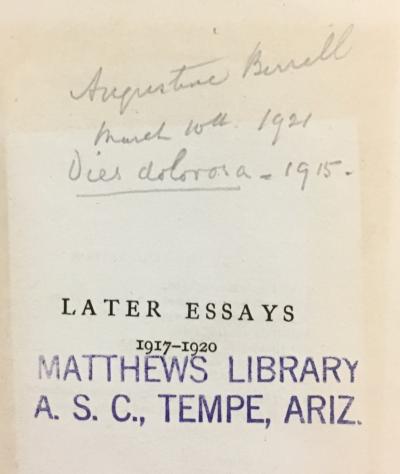 Augustine Birrell
March 10th. 1921
Dies dolorosa - 1915 -
LATER ESSAYS
1917-1920
MATTHEWS LIBRARY
A. S. C., TEMPE, ARIZ.